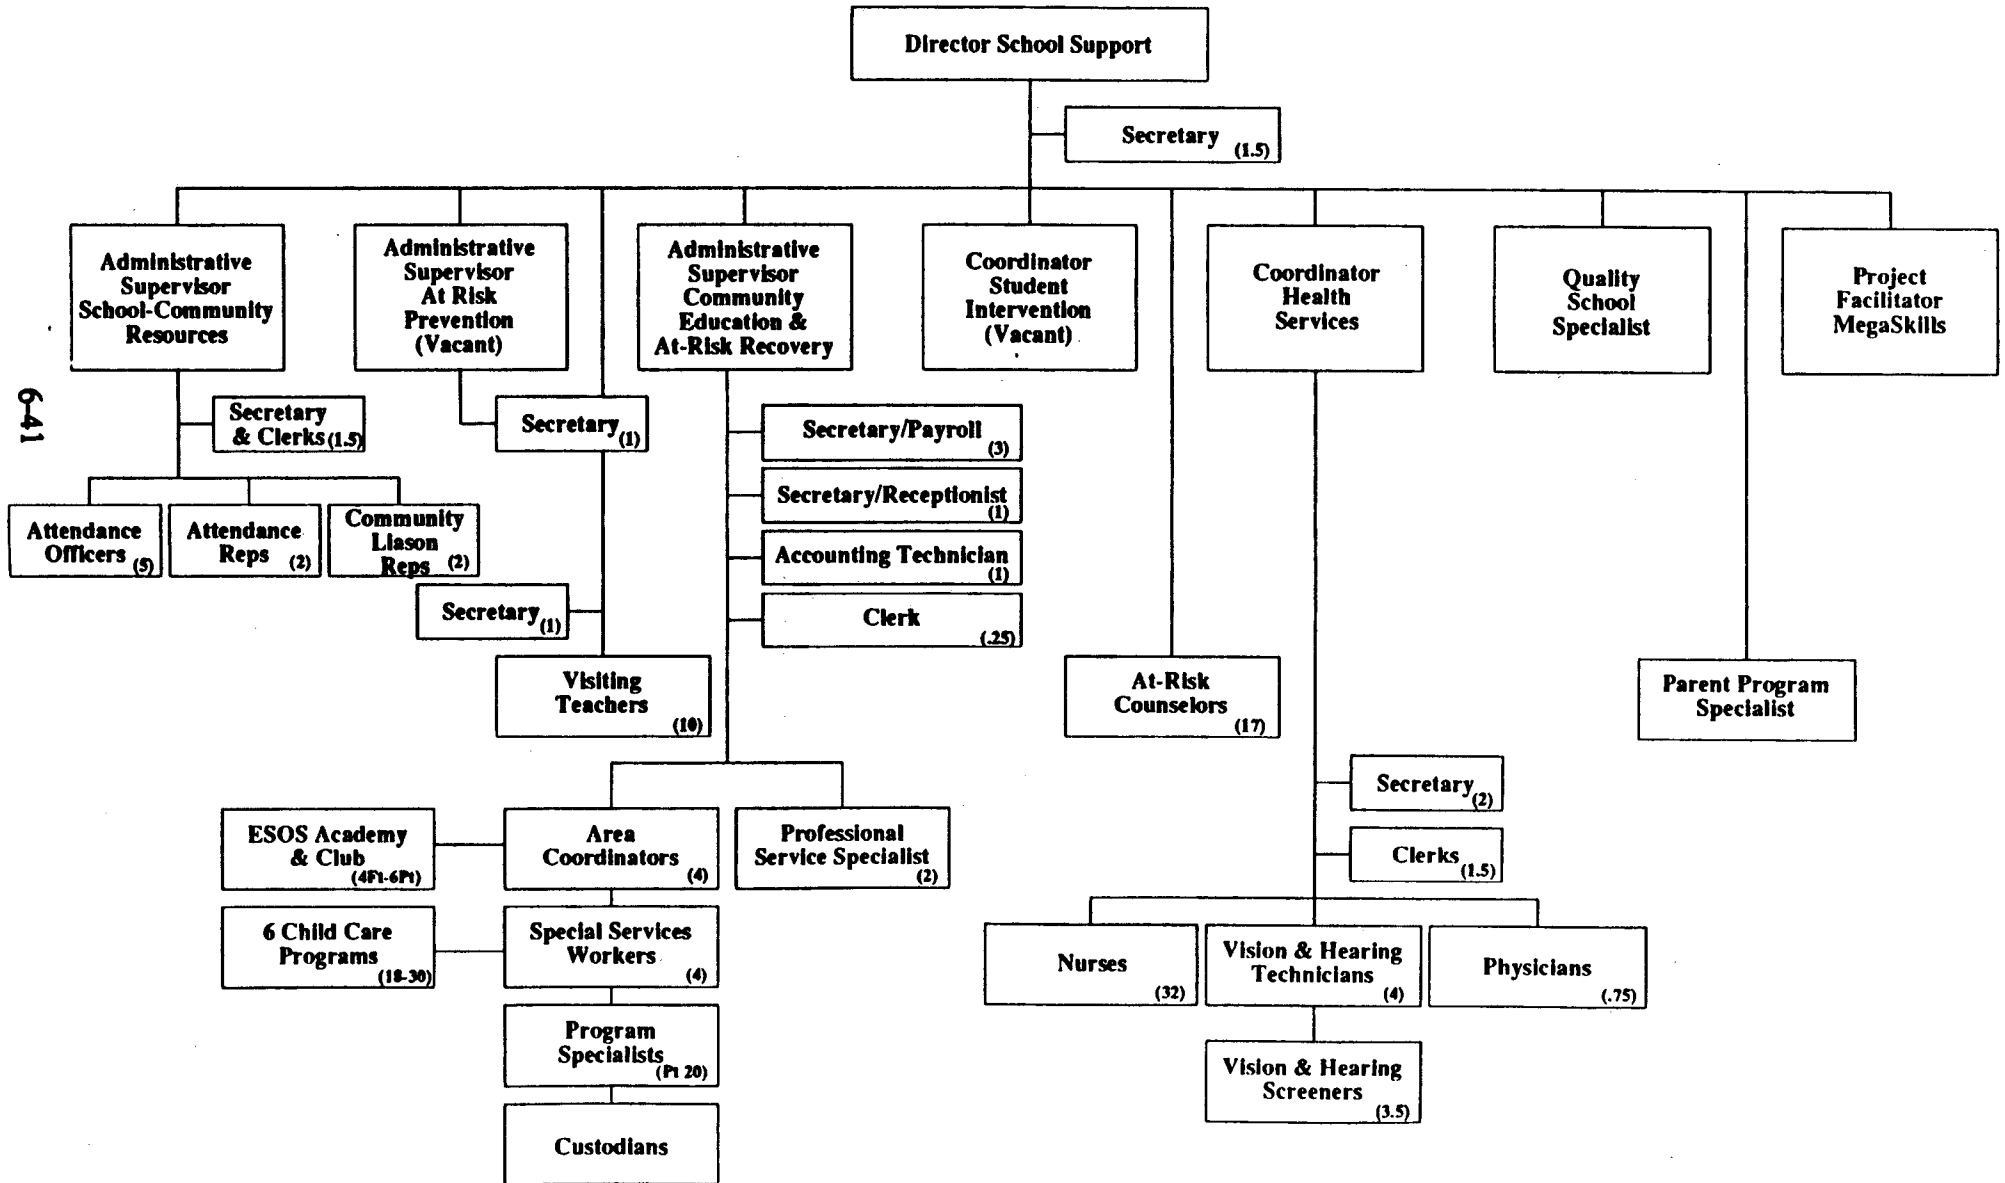 Director School Support
Secretary
(1.5)
Administrative
Supervisor
School-Community
Resources
Administrative
Supervisor
At Risk
Prevention
(Vacant)
Administrative
Supervisor
Community
Education &
At-Risk Recovery
Coordinator
Student
Intervention
(Vacant)
Coordinator
Health
Services
Quality
School
Specialist
Project
Facilitator
MegaSkills
6-41
Secretary
& Clerks (1.5)
Secretary (1)
Secretary/Payroll
(3)
Secretary/Receptionist
(1)
Accounting Technician
(1)
Clerk
(.25)
Attendance
Officers (5)
Attendance
Reps (2)
Community
Liason
Reps (2)
Secretary (1)
Visiting
Teachers
(10)
At-Risk
Counselors
(17)
Parent Program
Specialist
Secretary (2)
Clerks
(1.5)
ESOS Academy
& Club
(4Ft-6Pt)
Area
Coordinators
(4)
Professional
Service Specialist
(2)
6 Child Care
Programs
(18-30)
Special Services
Workers
(4)
Nurses
(32)
Vision & Hearing
Technicians
(4)
Physicians
(.75)
Program
Specialists
(Pt 20)
Vision & Hearing
Screeners
(3.5)
Custodians